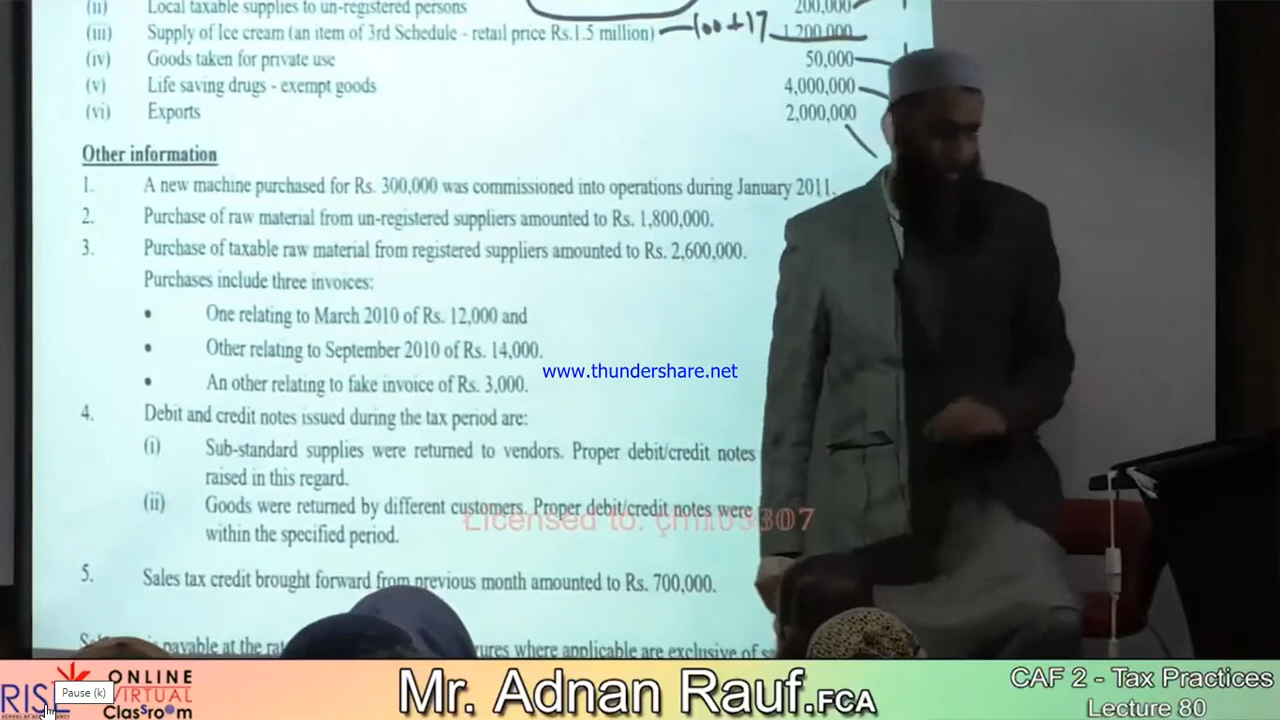 (ii) Local taxable supplies to un-registered persons 200,000
(iii) Supply of Ice cream (an item of 3rd Schedule - retail price Rs.1.5 million) 100+17 1,200,000
(iv) Goods taken for private use 50,000
(v) Life saving drugs - exempt goods 4,000,000
(vi) Exports 2,000,000
Other information
1. A new machine purchased for Rs. 300,000 was commissioned into operations during January 2011.
2. Purchase of raw material from un-registered suppliers amounted to Rs. 1,800,000.
3. Purchase of taxable raw material from registered suppliers amounted to Rs. 2,600,000.
Purchases include three invoices:
• One relating to March 2010 of Rs. 12,000 and
• Other relating to September 2010 of Rs. 14,000.
www.thundershare.net
• An other relating to fake invoice of Rs. 3,000.
4. Debit and credit notes issued during the tax period are:
(i) Sub-standard supplies were returned to vendors. Proper debit/credit notes
raised in this regard.
(ii) Goods were returned by different customers. Proper debit/credit notes were
Licensed to:
within the specified period.
5. Sales tax credit brought forward from previous month amounted to Rs. 700,000.
payable at the where applicable are exclusive of
RISE
Pause (k)
ONLINE
VIRTUAL
Classroom
Mr. Adnan Rauf.FCA
CAF 2 - Tax Practices
Lecture 80